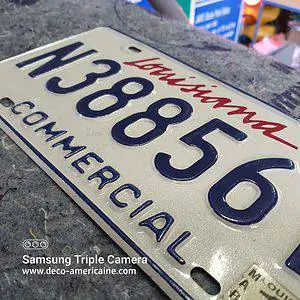 Louisiana
N38856
COMMERCIAL
Samsung Triple Camera
www.deco-americaine.com